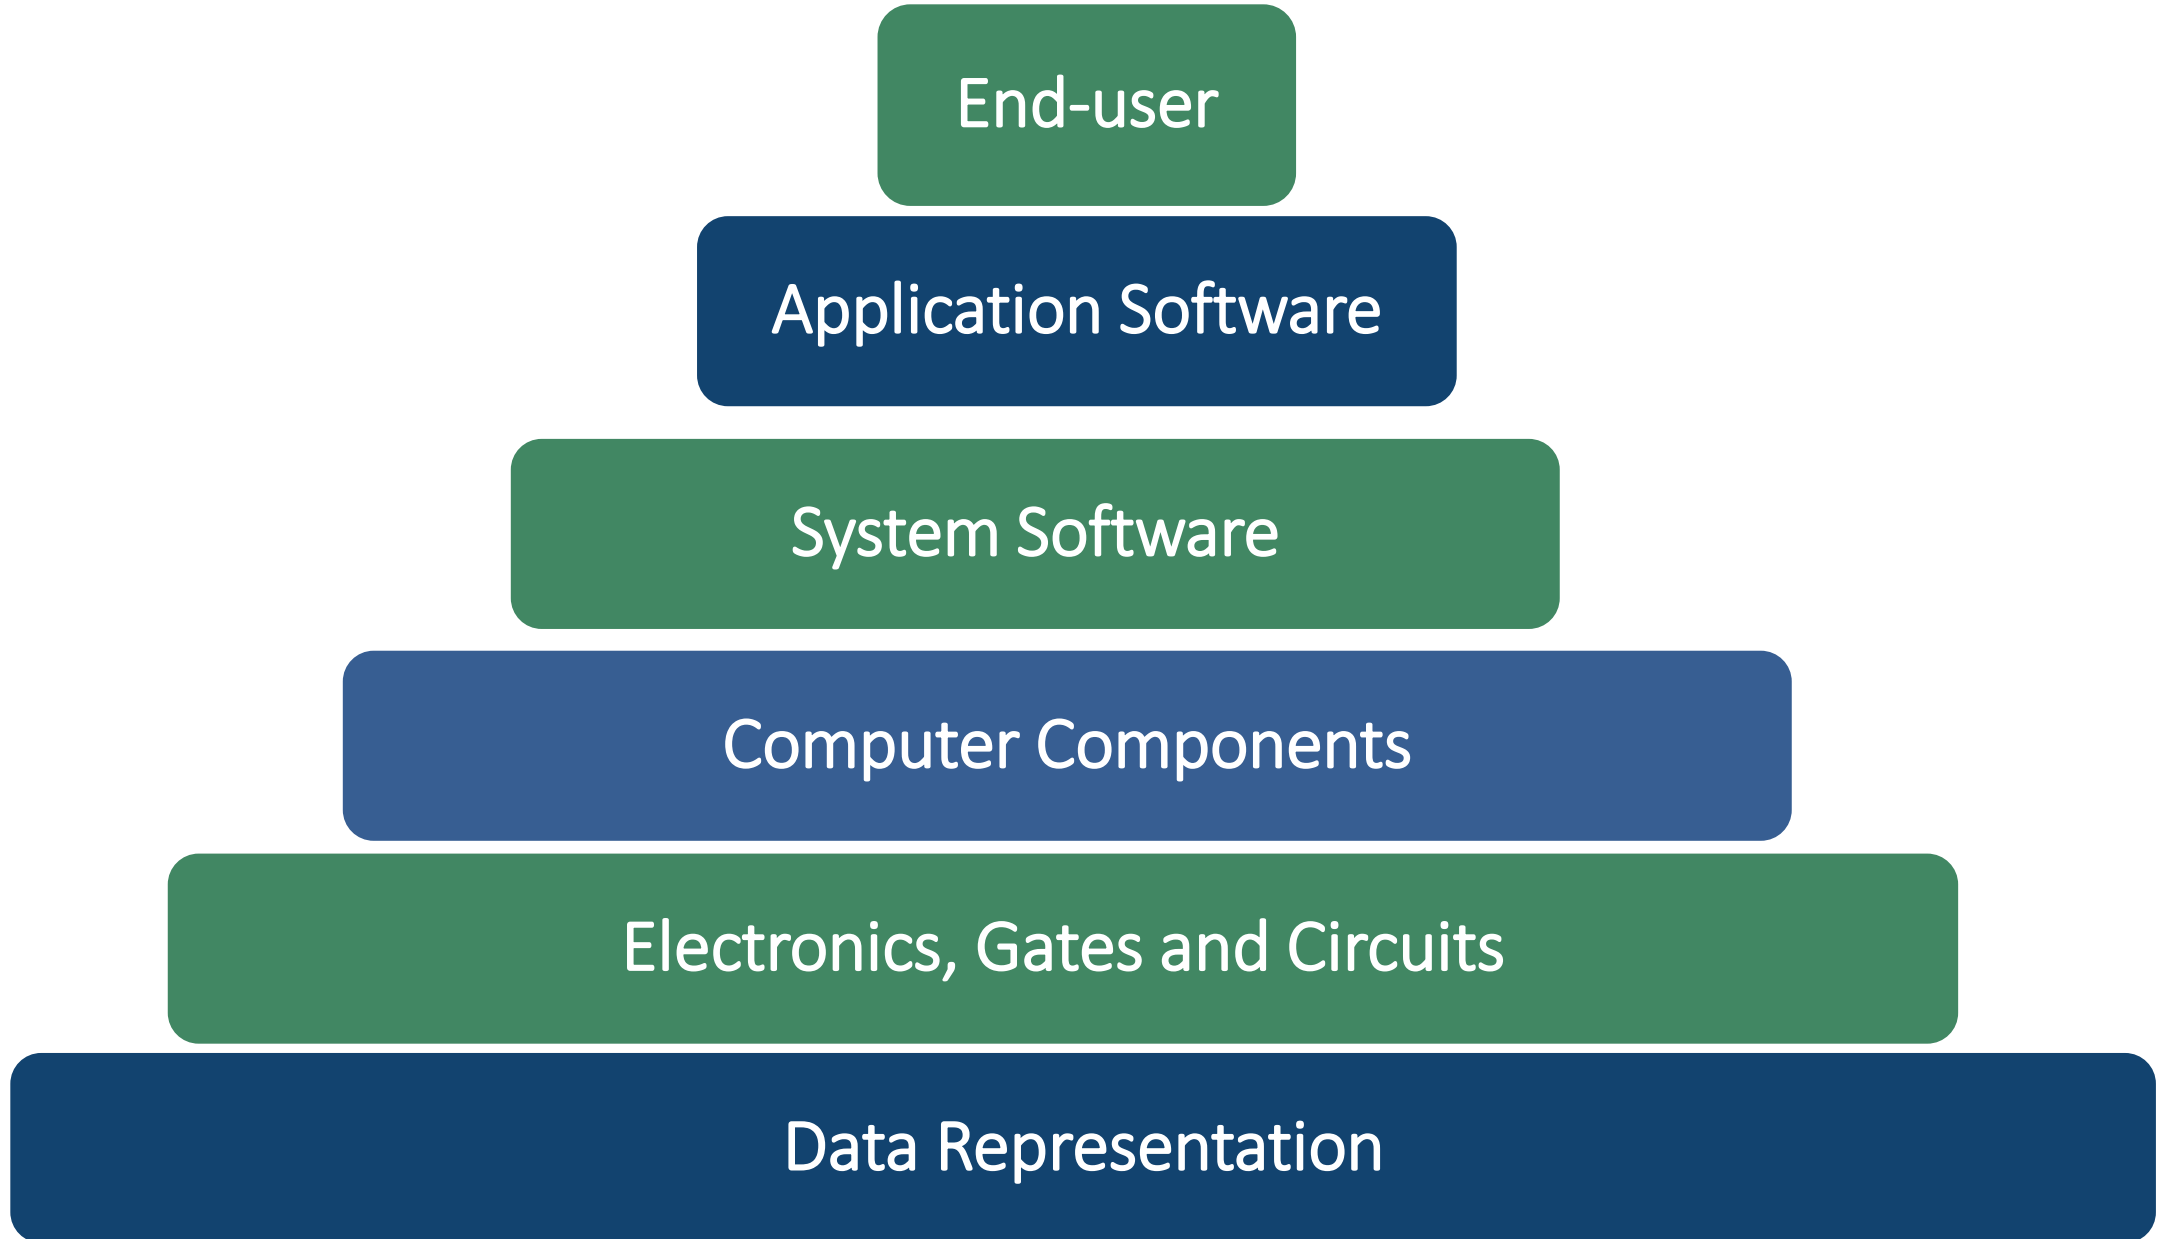 End-user
Application Software
System Software
Computer Components
Electronics, Gates and Circuits
Data Representation